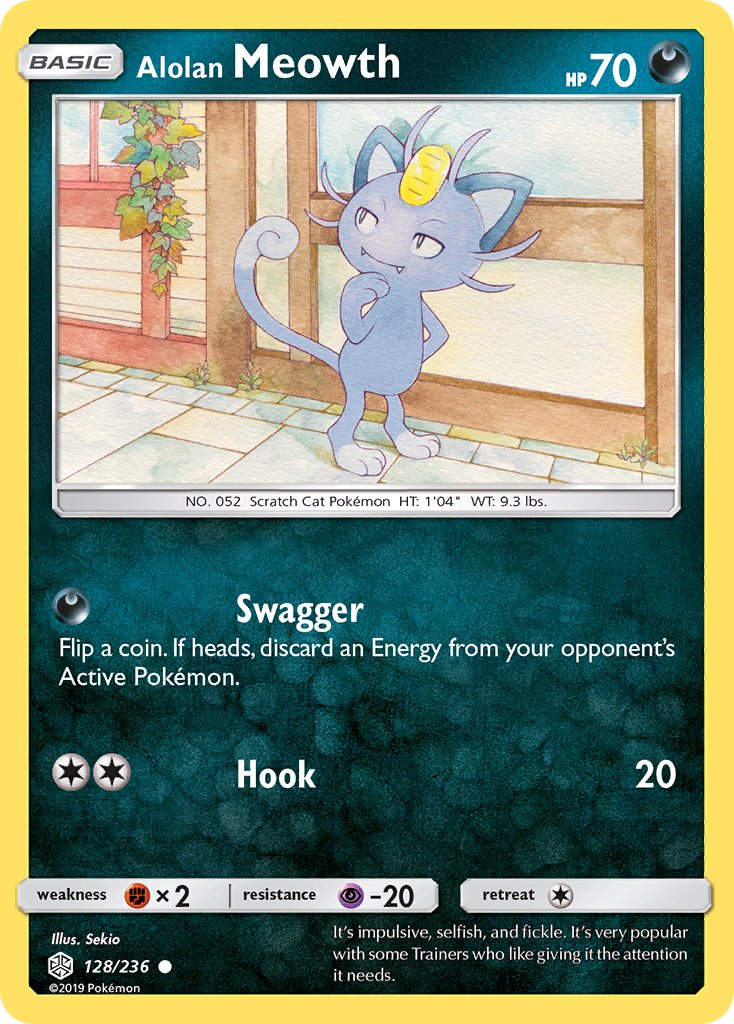 BASIC Alolan Meowth HP 70
NO. 052 Scratch Cat Pokémon HT: 1'04" WT: 9.3 lbs.
Swagger
Flip a coin. If heads, discard an Energy from your opponent's
Active Pokémon.
Hook 20
weakness ×2 resistance -20 retreat
Illus. Sekio
128/236
©2019 Pokémon
It's impulsive, selfish, and fickle. It's very popular
with some Trainers who like giving it the attention
it needs.